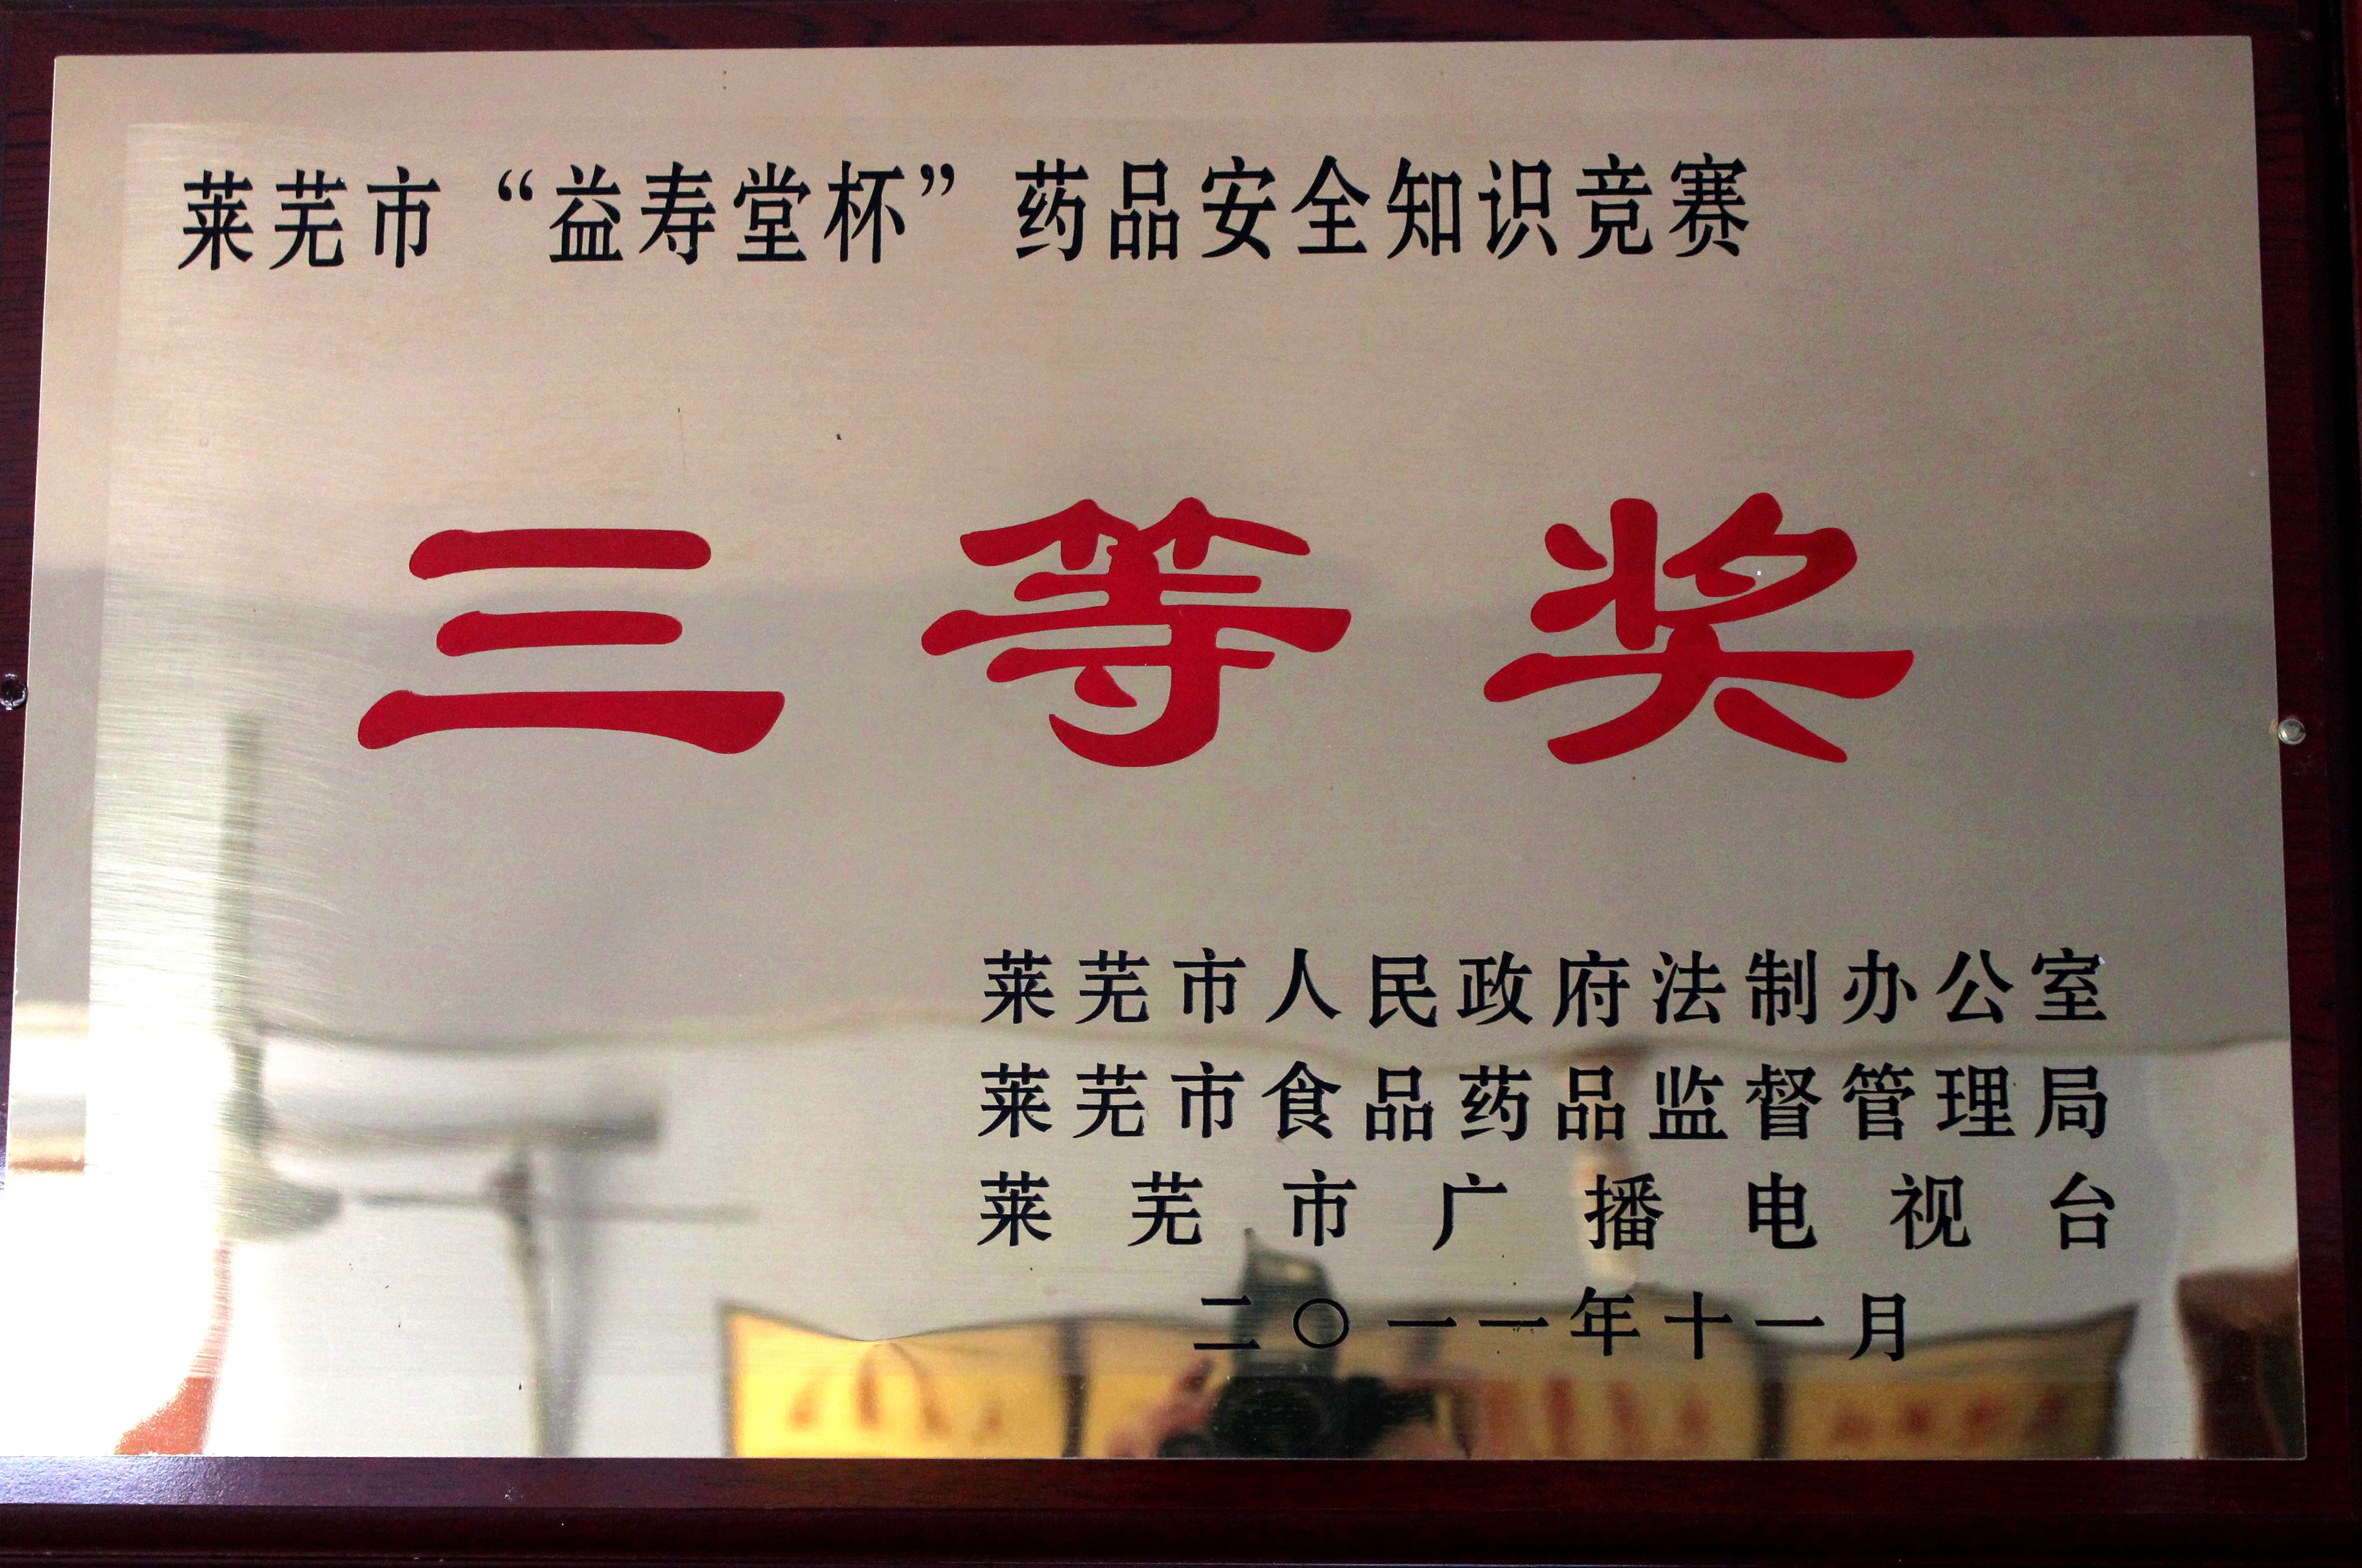 莱芜市“益寿堂杯”药品安全知识竞赛
三等奖
莱芜市人民政府法制办公室
莱芜市食品药品监督管理局
莱芜市广播电视台
二〇一一年十一月